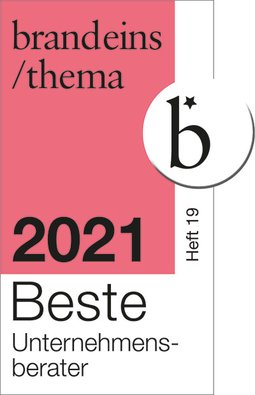 brandeins
/thema
b
2021
Heft 19
Beste
Unternehmens-
berater